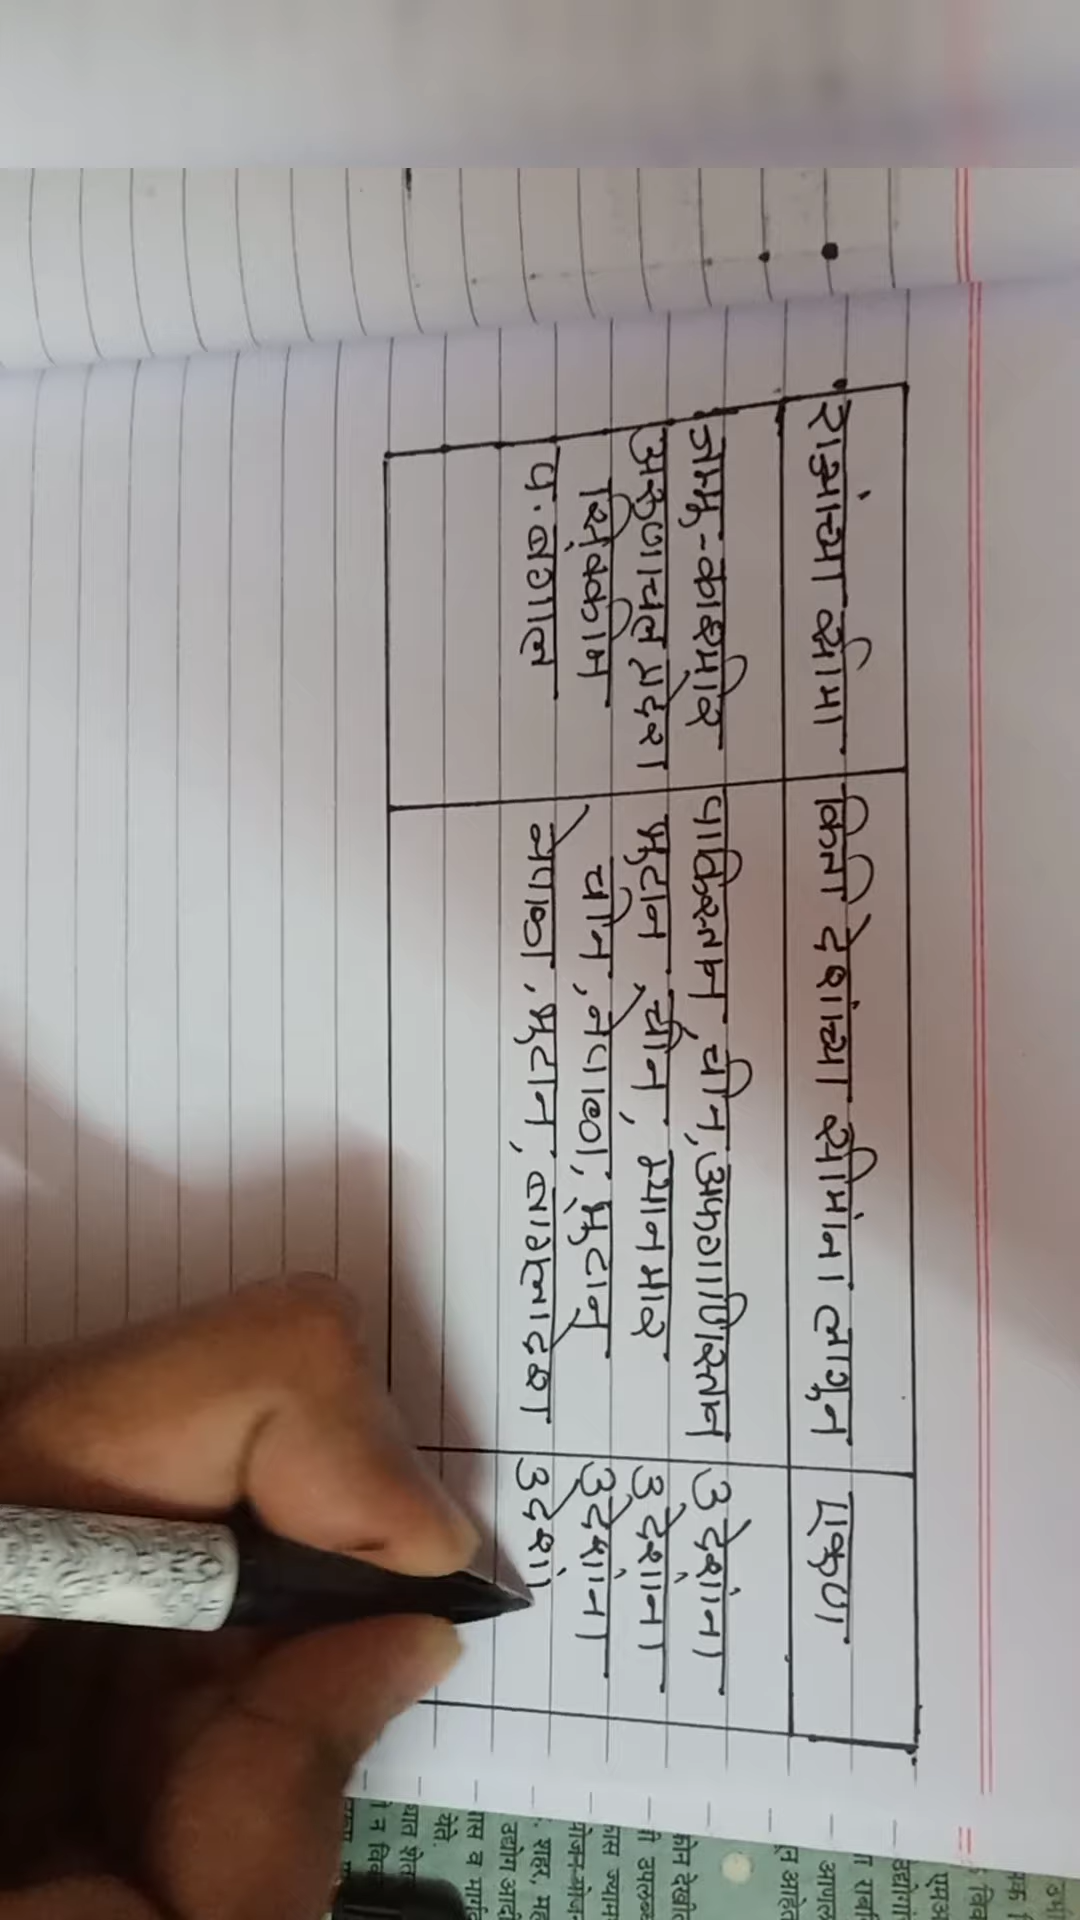 राज्यांच्या सीमा किती देशांच्या सीमांना लागून एकूण
जम्मू-काश्मीर पाकिस्तान, चीन, अफगाणिस्तान 3 देशांना
अरुणाचल प्रदेश भूटान, चीन, म्यानमार 3 देशांना
सिक्कीम चीन, नेपाळ, भूटान 3 देशांना
प. बंगाल नेपाळ, भूटान, बांग्लादेश 3 देशां